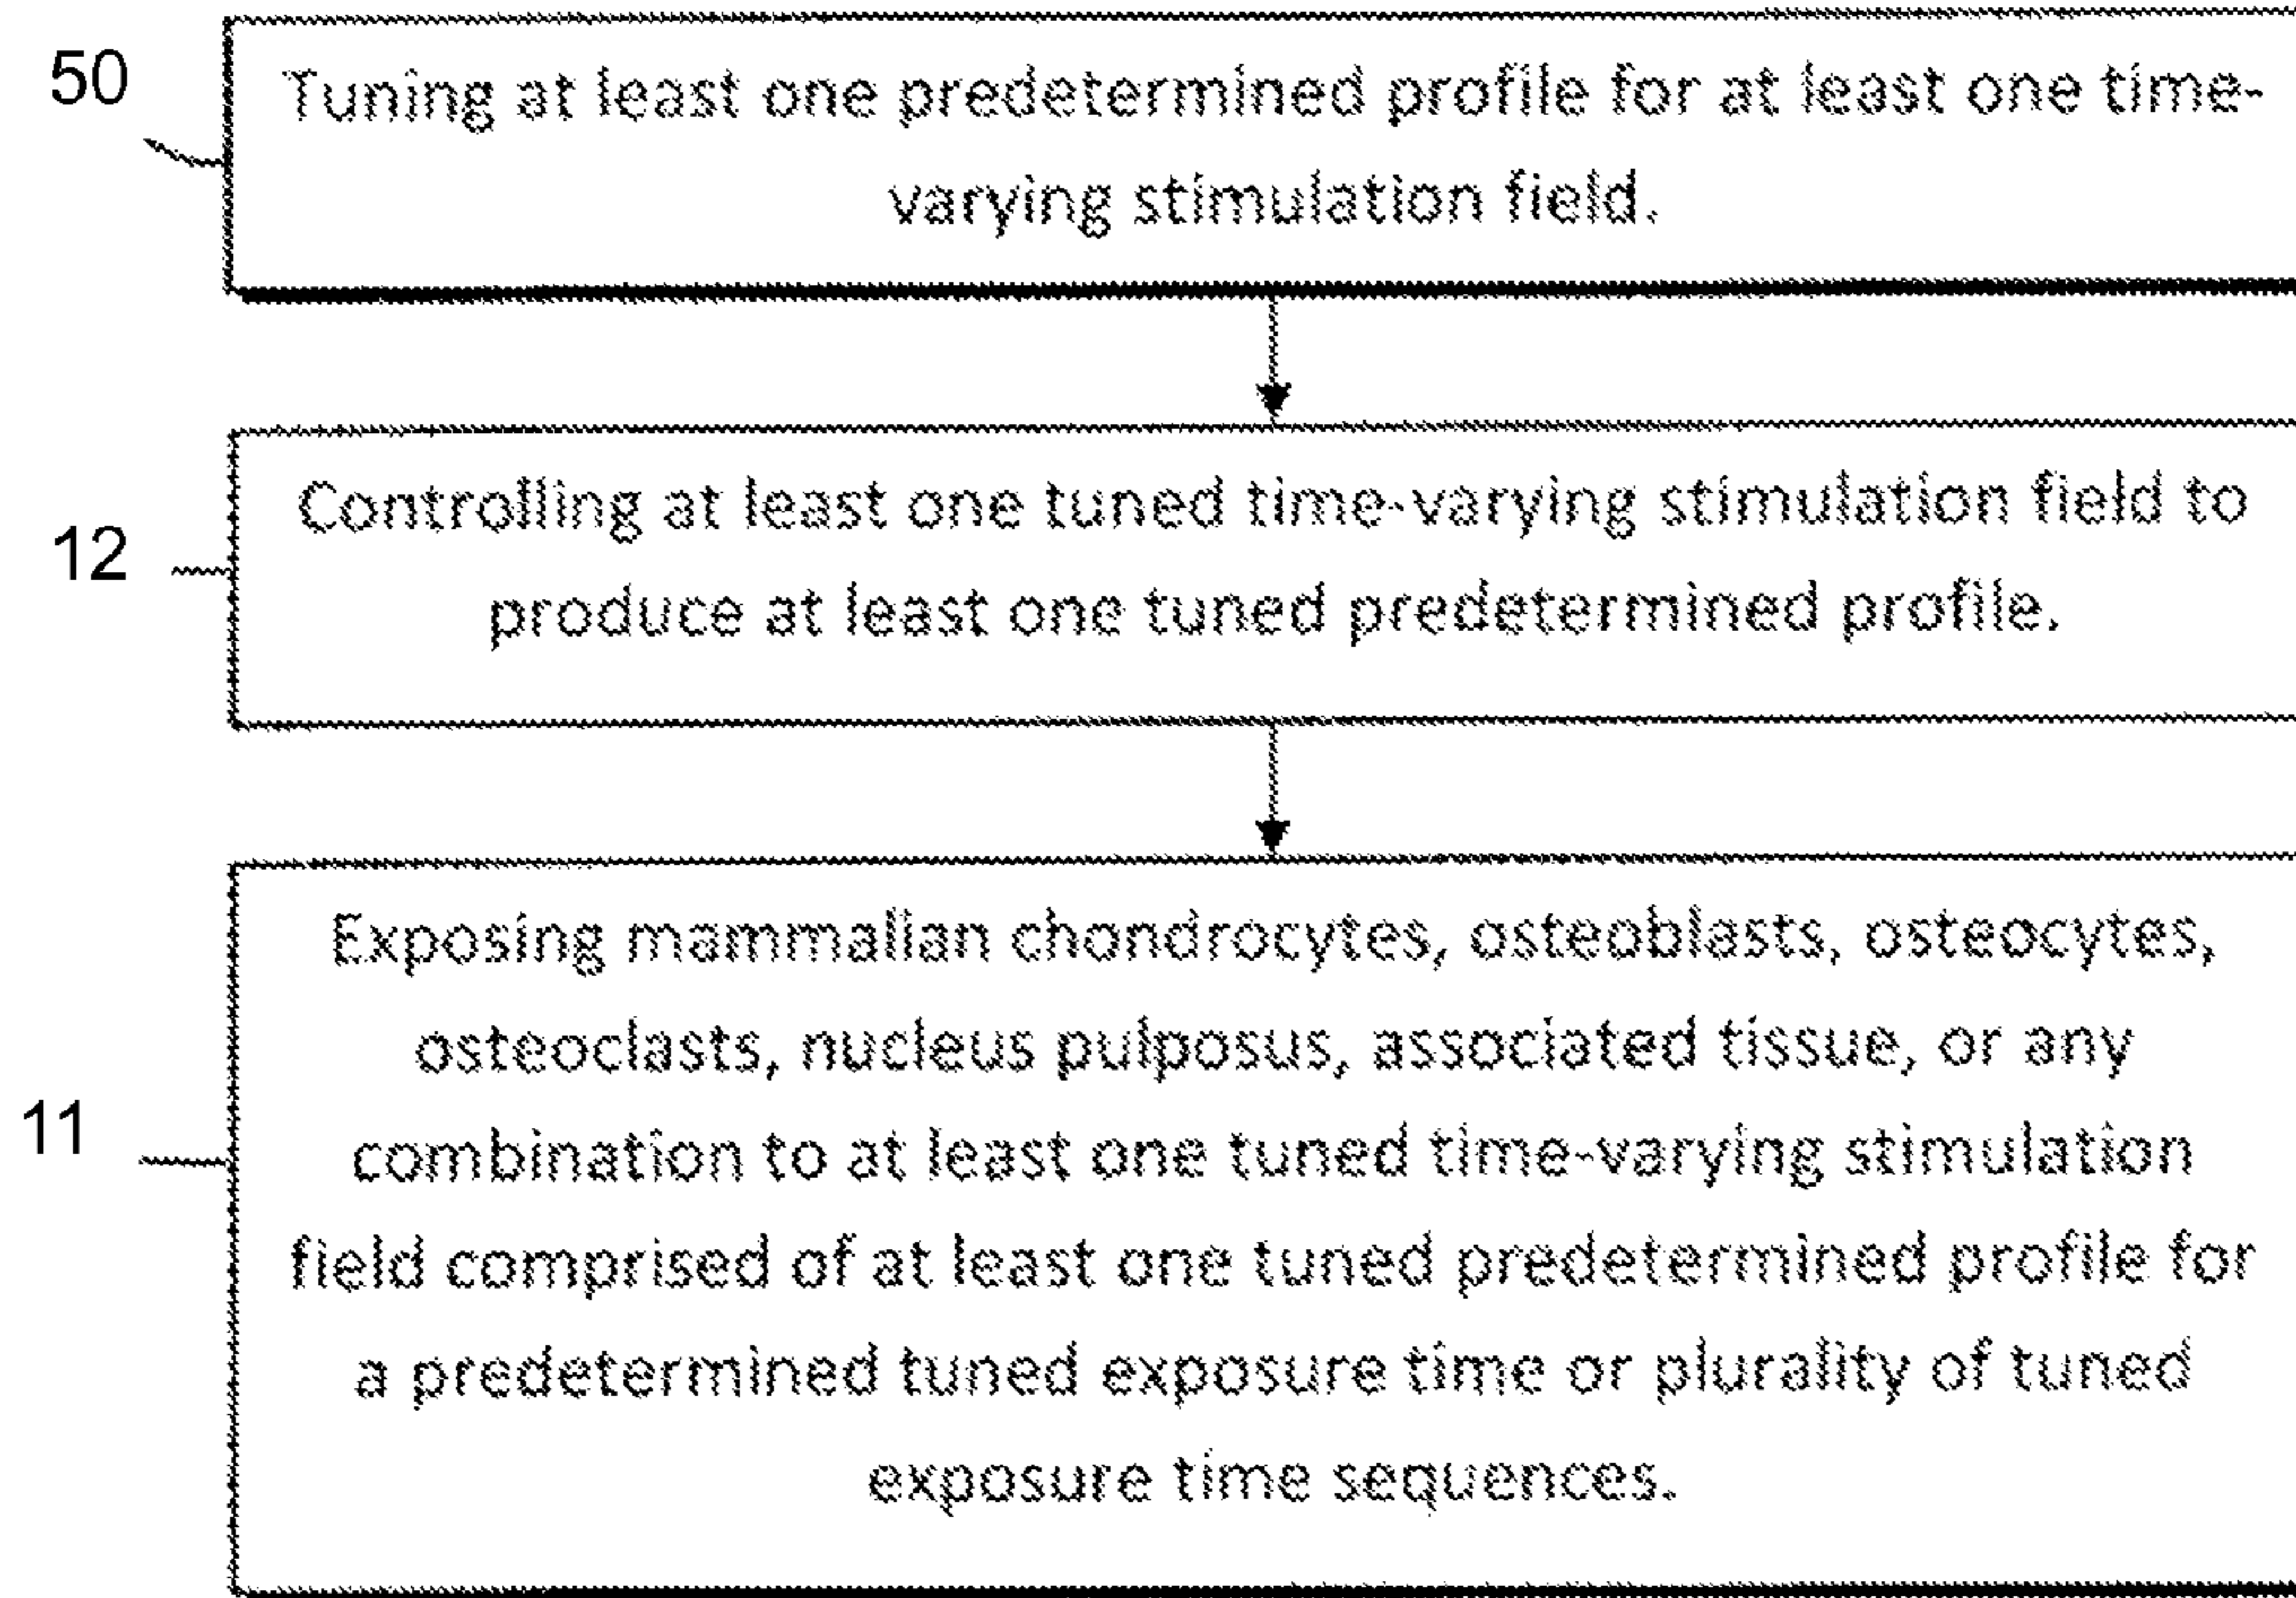 50
Tuning at least one predetermined profile for at least one time-
varying stimulation field.
12
Controlling at least one tuned time-varying stimulation field to
produce at least one tuned predetermined profile.
11
Exposing mammalian chondrocytes, osteoblasts, osteocytes,
osteoclasts, nucleus pulposus, associated tissue, or any
combination to at least one tuned time-varying stimulation
field comprised of at least one tuned predetermined profile for
a predetermined tuned exposure time or plurality of tuned
exposure time sequences.